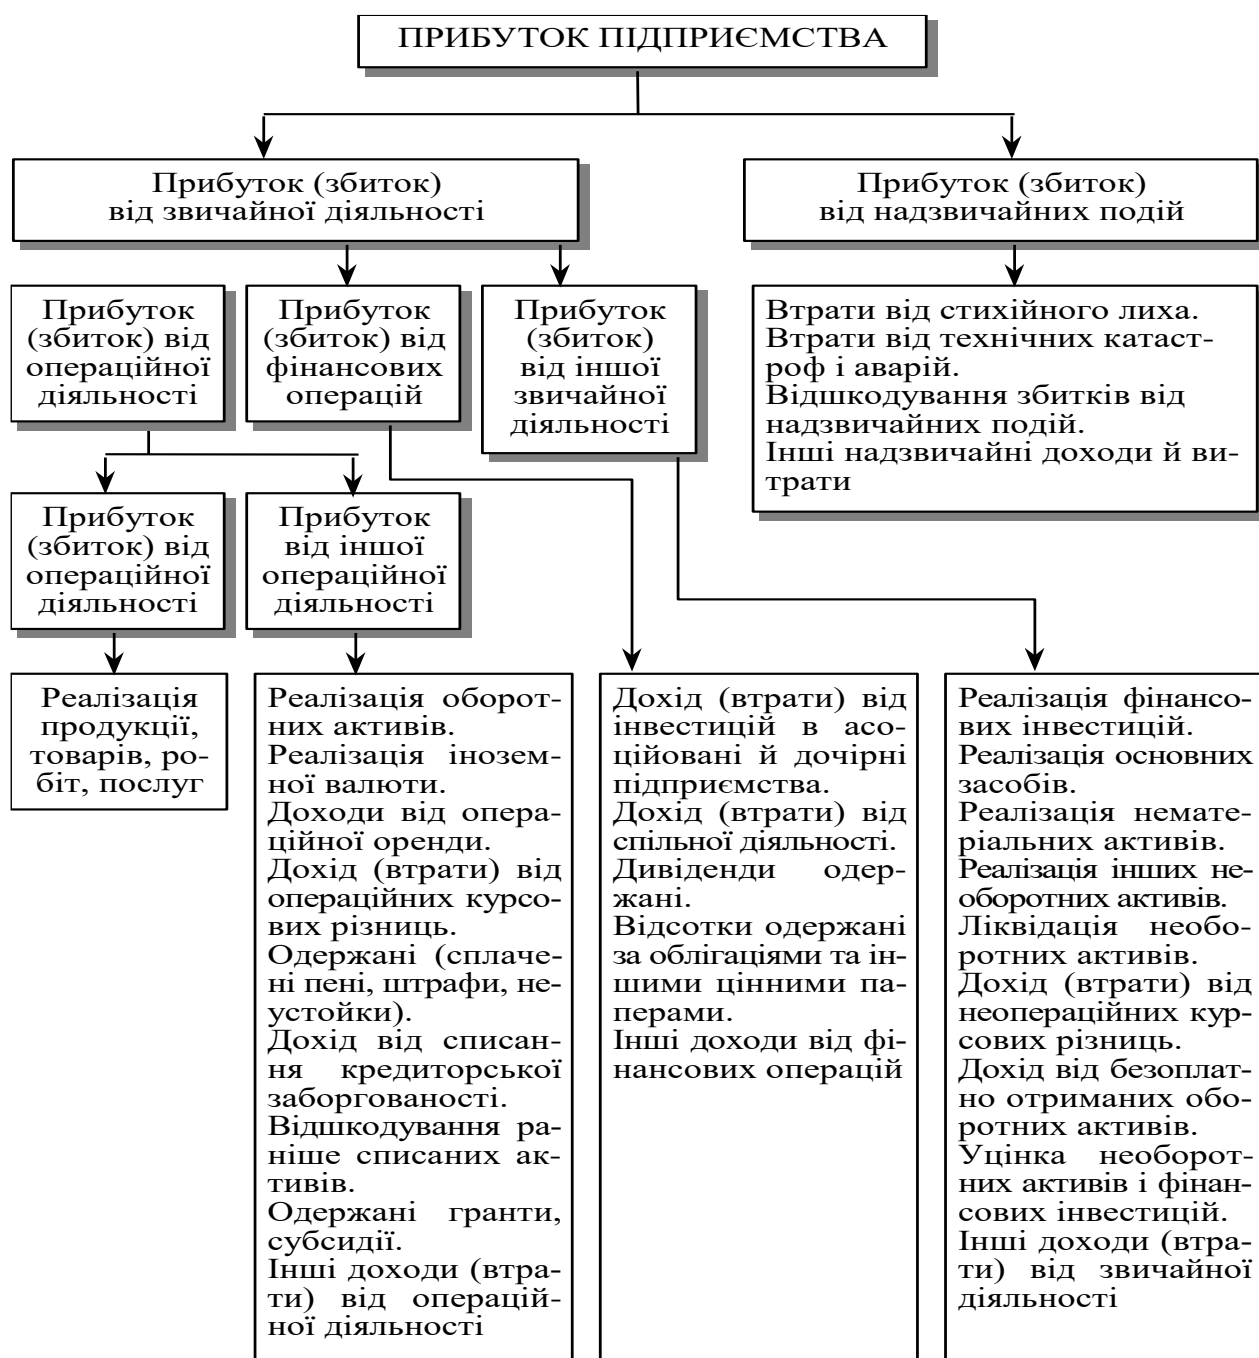 ПРИБУТОК ПІДПРИЄМСТВА
Прибуток (збиток)
від звичайної діяльності
Прибуток (збиток)
від надзвичайних подій
Прибуток
(збиток) від
операційної
діяльності
Прибуток
(збиток) від
фінансових
операцій
Прибуток
(збиток)
від іншої
звичайної
діяльності
Втрати від стихійного лиха.
Втрати від технічних катаст-
роф і аварій.
Відшкодування збитків від
надзвичайних подій.
Інші надзвичайні доходи й ви-
трати
Прибуток
(збиток) від
операційної
діяльності
Прибуток
від іншої
операційної
діяльності
Реалізація
продукції,
товарів, ро-
біт, послуг
Реалізація оборот-
них активів.
Реалізація інозем-
ної валюти.
Доходи від опера-
ційної оренди.
Дохід (втрати) від
операційних курсо-
вих різниць.
Одержані (сплаче-
ні пені, штрафи, не-
устойки).
Дохід від списан-
ня кредиторської
заборгованості.
Відшкодування ра-
ніше списаних ак-
тивів.
Одержані гранти,
субсидії.
Інші доходи (втра-
ти) від операцій-
ної діяльності
Дохід (втрати) від
інвестицій в асо-
ційовані й дочірні
підприємства.
Дохід (втрати) від
спільної діяльності.
Дивіденди одер-
жані.
Відсотки одержані
за облігаціями та ін-
шими цінними па-
перами.
Інші доходи від фі-
нансових операцій
Реалізація фінансо-
вих інвестицій.
Реалізація основних
засобів.
Реалізація немате-
ріальних активів.
Реалізація інших не-
оборотних активів.
Ліквідація необо-
ротних активів.
Дохід (втрати) від
неопераційних кур-
сових різниць.
Дохід від безоплат-
но отриманих обо-
ротних активів.
Уцінка необорот-
них активів і фінан-
сових інвестицій.
Інші доходи (втра-
ти) від звичайної
діяльності